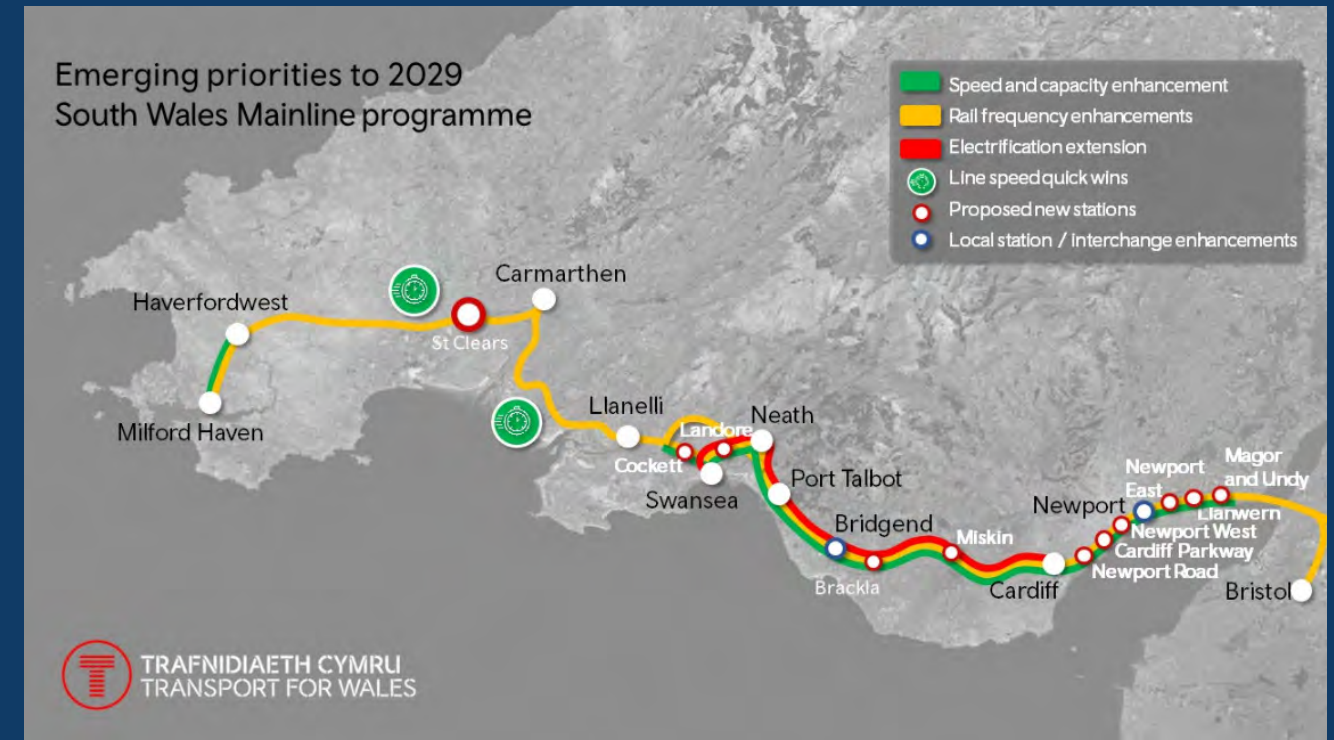 Emerging priorities to 2029
South Wales Mainline programme
Speed and capacity enhancement
Rail frequency enhancements
Electrification extension
Line speed quick wins
Proposed new stations
Local station / interchange enhancements
Carmarthen
Haverfordwest
St Clears
Milford Haven
Llanelli
Landore
Neath
Cockett
Swansea
Port Talbot
Bridgend
Brackla
Miskin
Cardiff
Newport
Newport
East
Magor
and Undy
Llanwern
Newport West
Cardiff Parkway
Newport Road
Bristol
TRAFNIDIAETH CYMRU
TRANSPORT FOR WALES